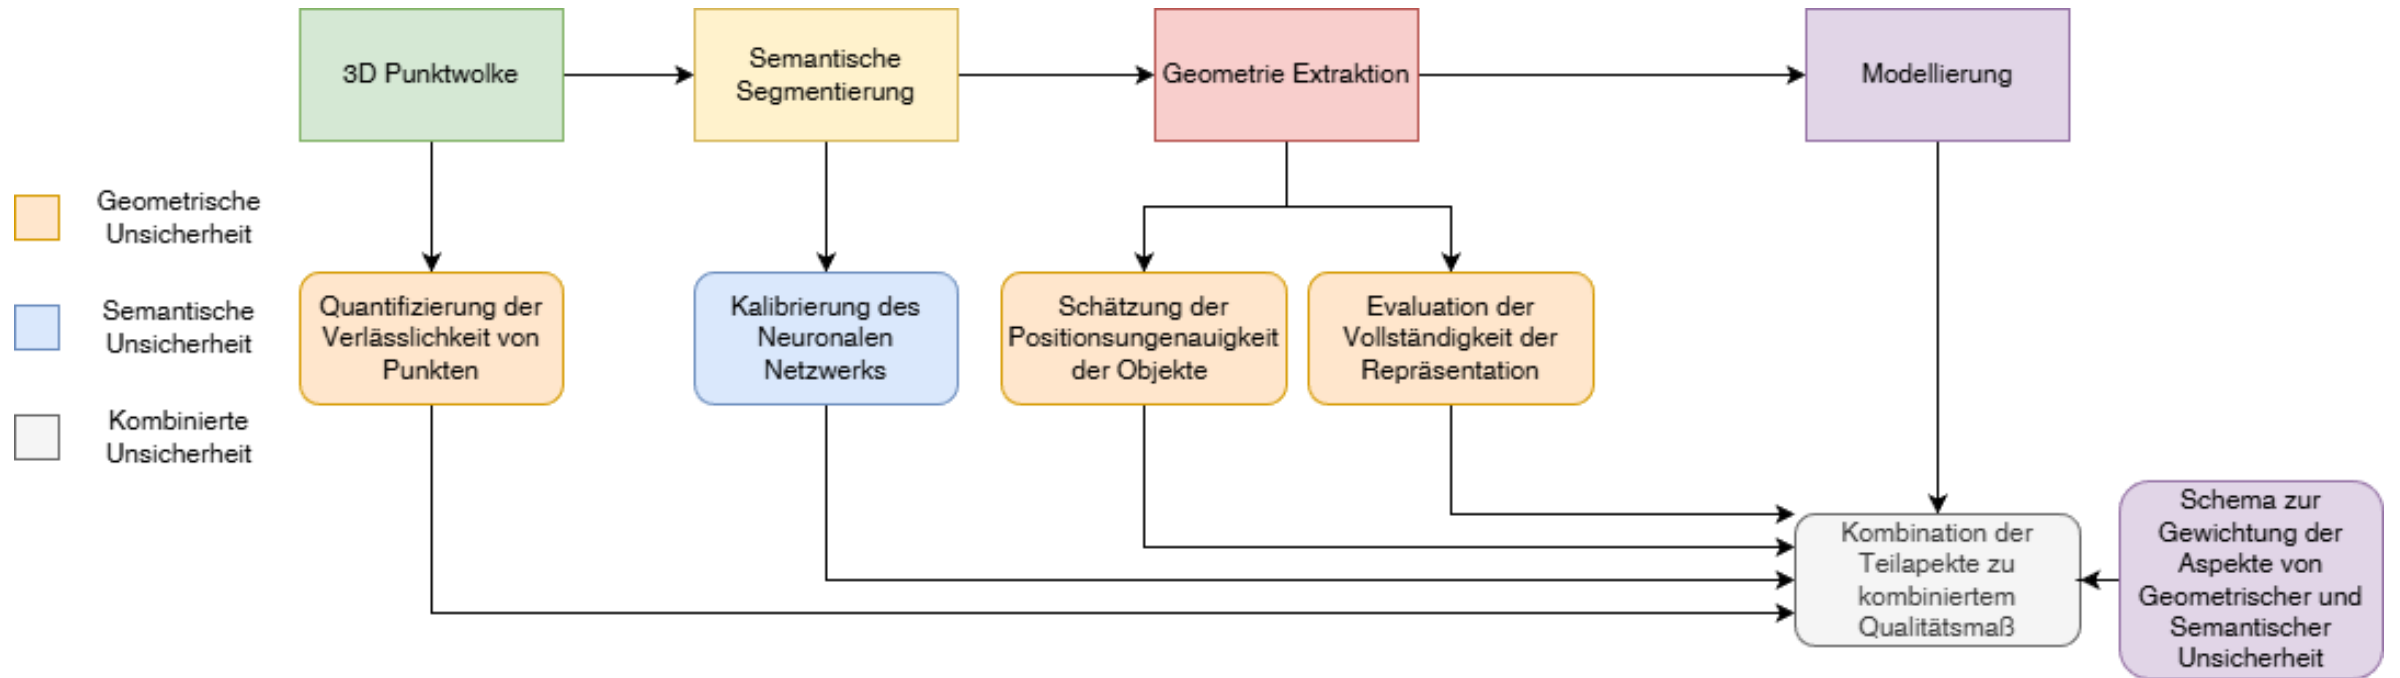 3D Punktwolke
Semantische
Segmentierung
Geometrie Extraktion
Modellierung
Geometrische
Unsicherheit
Semantische
Unsicherheit
Kombinierte
Unsicherheit
Quantifizierung der
Verlässlichkeit von
Punkten
Kalibrierung des
Neuronalen
Netzwerks
Schätzung der
Positionsungenauigkeit
der Objekte
Evaluation der
Vollständigkeit der
Repräsentation
Kombination der
Teilapekte zu
kombiniertem
Qualitätsmaß
Schema zur
Gewichtung der
Aspekte von
Geometrischer und
Semantischer
Unsicherheit